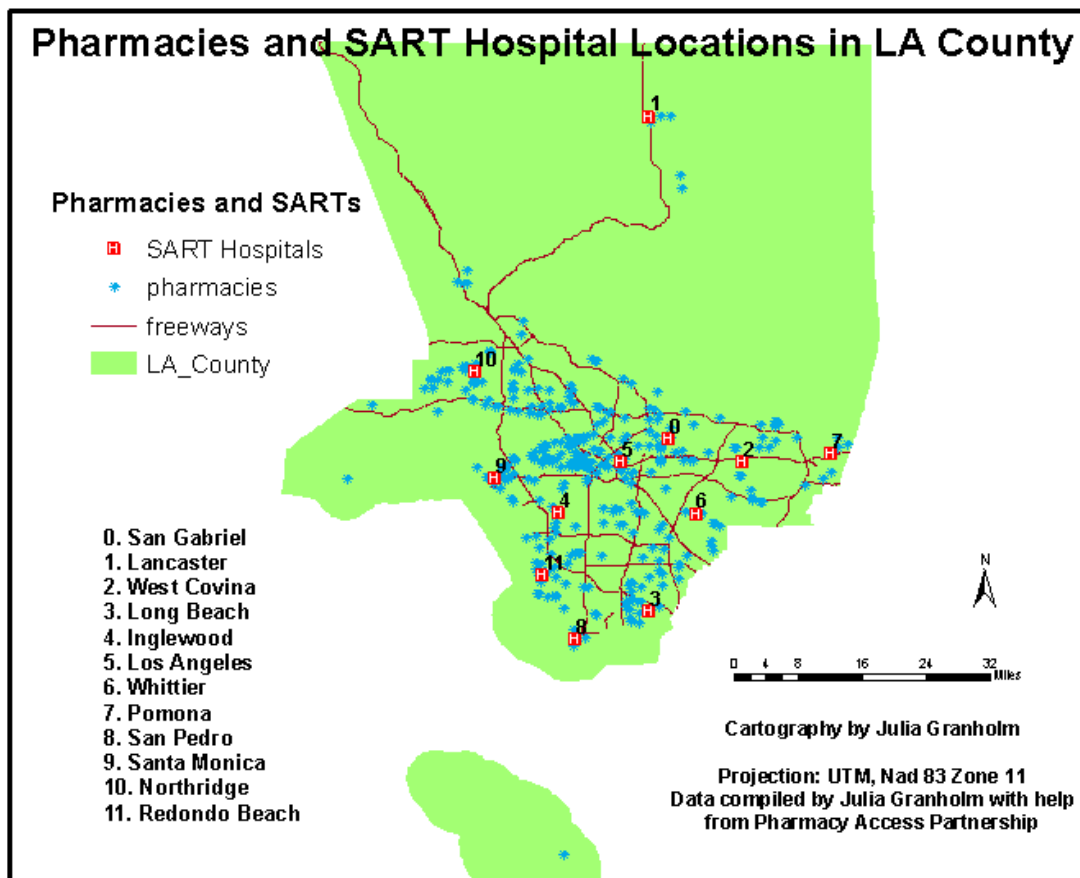 Pharmacies and SART Hospital Locations in LA County
Pharmacies and SARTs
H SART Hospitals
pharmacies
freeways
LA_County
H 1
H 10
H 0
H 5
H 2
H 7
H 9
H 4
H 6
H 11
H 3
H 8
0. San Gabriel
1. Lancaster
2. West Covina
3. Long Beach
4. Inglewood
5. Los Angeles
6. Whittier
7. Pomona
8. San Pedro
9. Santa Monica
10. Northridge
11. Redondo Beach
N
0 4 8 16 24 32
Miles
Cartography by Julia Granholm
Projection: UTM, Nad 83 Zone 11
Data compiled by Julia Granholm with help
from Pharmacy Access Partnership